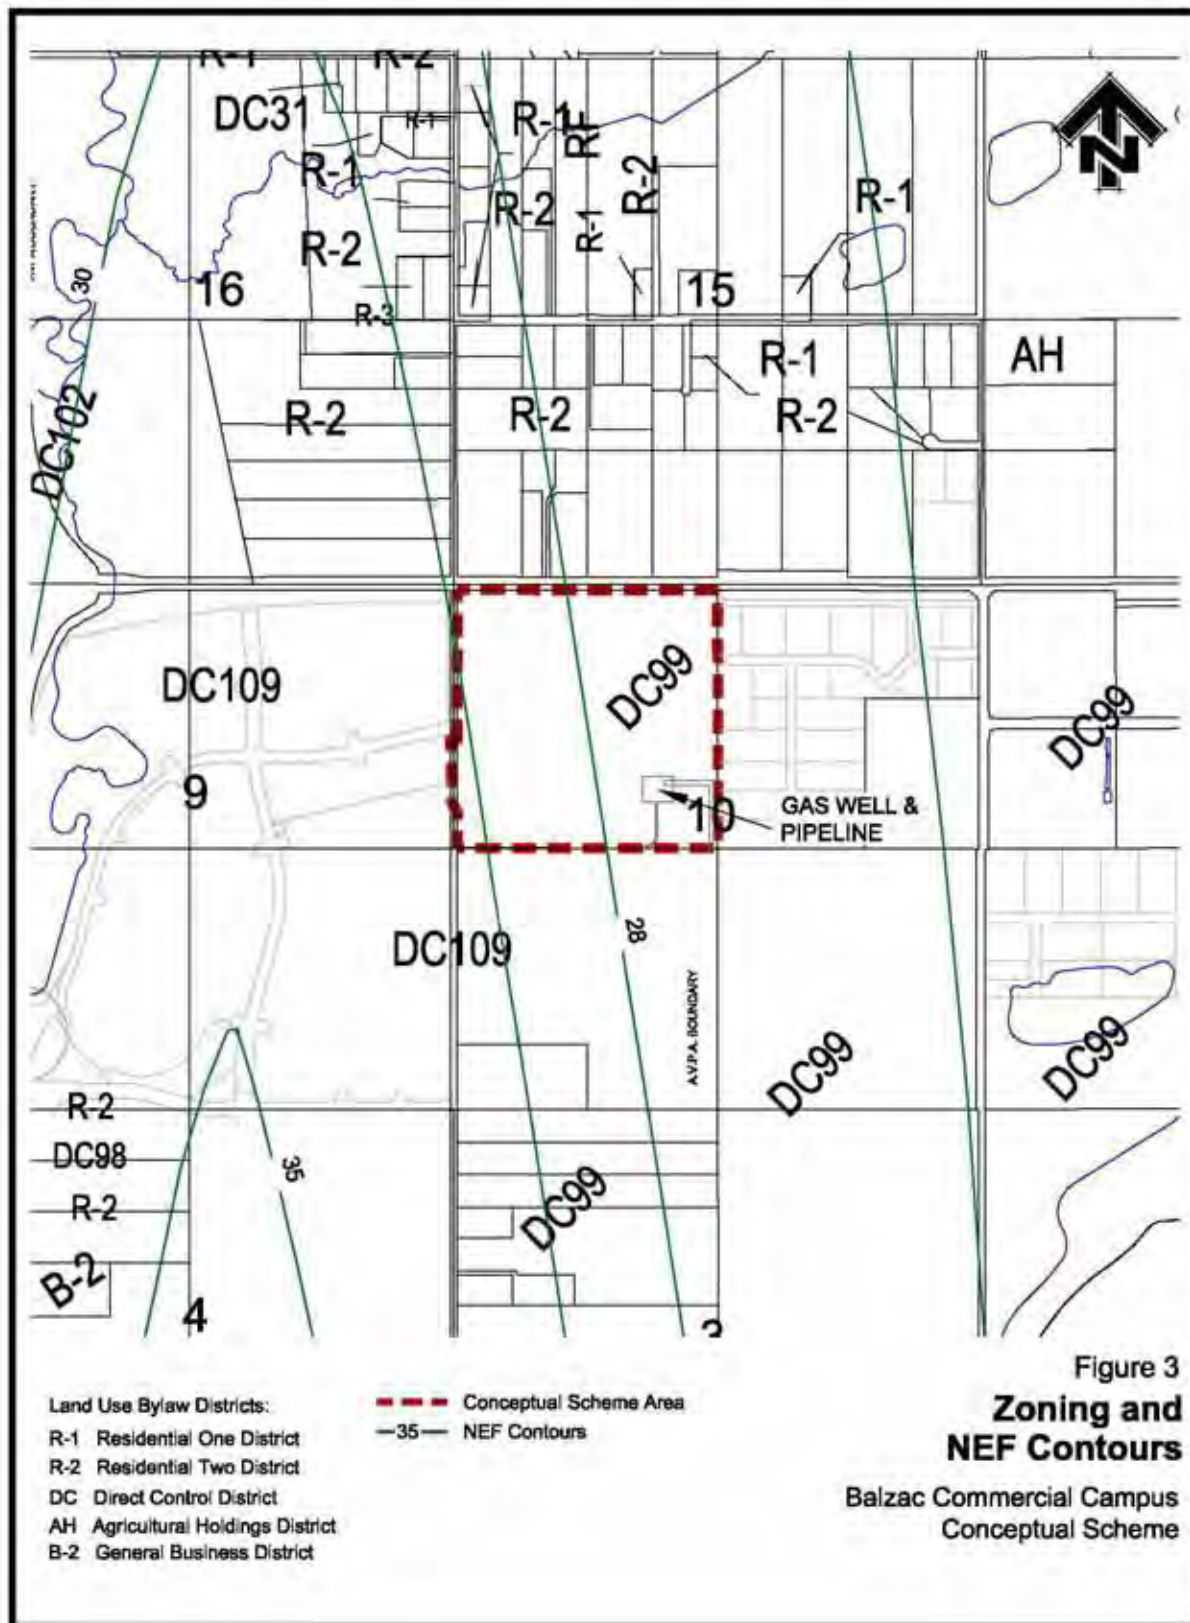 R-1
R-2
DC31
R-1
R-1
RF
R-1
R-2
R-1
N
R-2
R-2
R-1
30
16
R-3
15
R-1
AH
DC102
R-2
R-2
R-2
DC109
DC99
DC99
9
10
GAS WELL &
PIPELINE
DC109
28
A.V.P.A. BOUNDARY
DC99
DC99
R-2
DC98
35
R-2
DC99
B-2
4
Figure 3
Zoning and
NEF Contours
Balzac Commercial Campus
Conceptual Scheme
Land Use Bylaw Districts:
R-1 Residential One District
R-2 Residential Two District
DC Direct Control District
AH Agricultural Holdings District
B-2 General Business District
Conceptual Scheme Area
35 NEF Contours